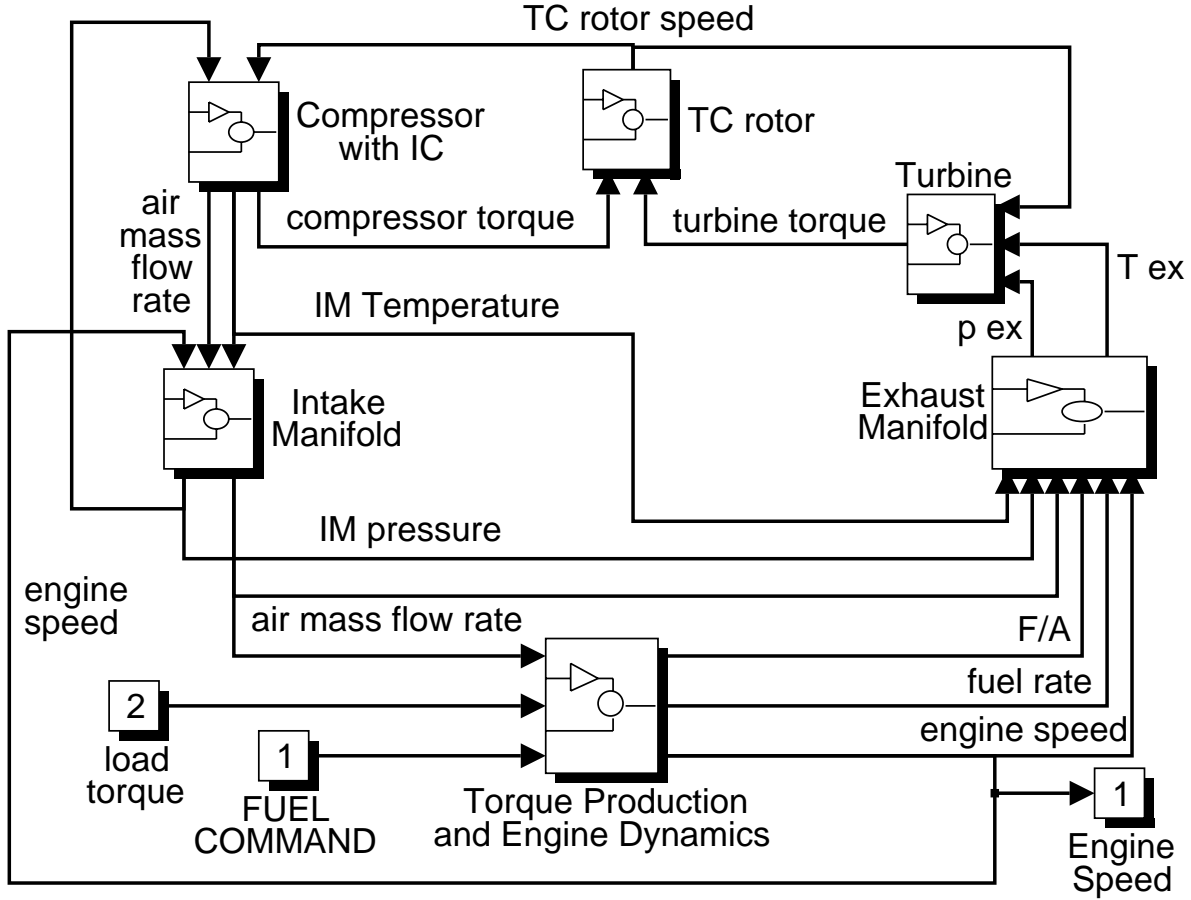 TC rotor speed
Compressor
with IC
TC rotor
Turbine
air
mass
flow
rate
compressor torque
turbine torque
T ex
IM Temperature
p ex
Intake
Manifold
Exhaust
Manifold
IM pressure
engine
speed
air mass flow rate
F/A
fuel rate
engine speed
2
load
torque
1
FUEL
COMMAND
Torque Production
and Engine Dynamics
1
Engine
Speed